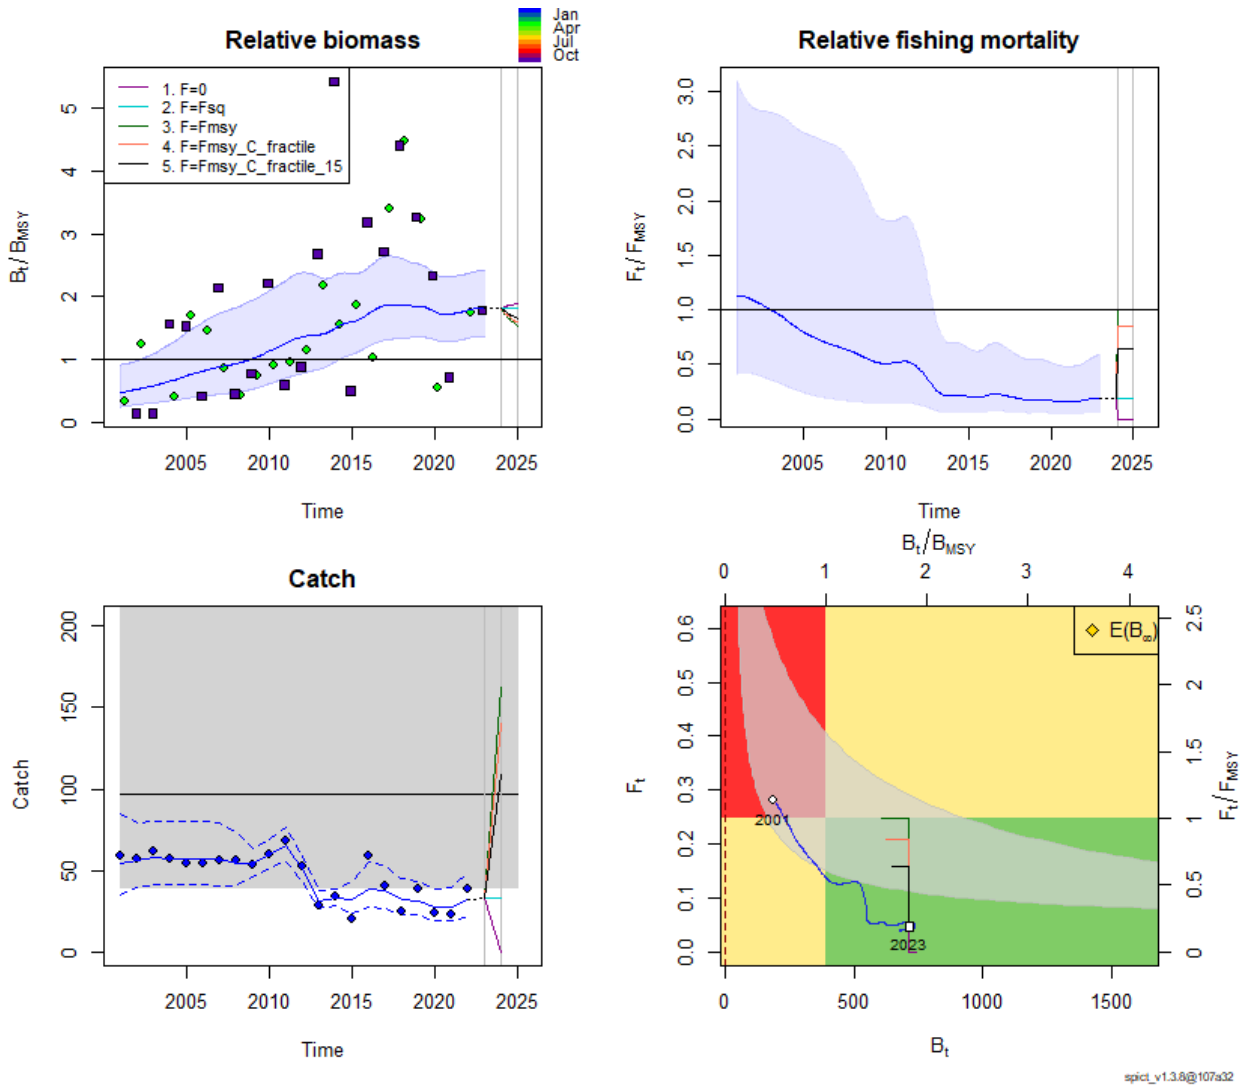 Jan
Apr
Jul
Oct
Relative biomass
1. F=0
2. F=Fsq
3. F=Fmsy
4. F=Fmsy_C_fractile
5. F=Fmsy_C_fractile_15
Bt/BMSY
0 1 2 3 4 5
2005 2010 2015 2020 2025
Time
Relative fishing mortality
Ft/FMSY
0.0 0.5 1.0 1.5 2.0 2.5 3.0
2005 2010 2015 2020 2025
Time
Catch
Catch
0 50 100 150 200
2005 2010 2015 2020 2025
Time
Bt/BMSY
0 1 2 3 4
E(B∞)
2001
2023
Ft
0.0 0.1 0.2 0.3 0.4 0.5 0.6
Ft/FMSY
0 0.5 1 1.5 2 2.5
0 500 1000 1500
Bt
spict_v1.3.8@107a32